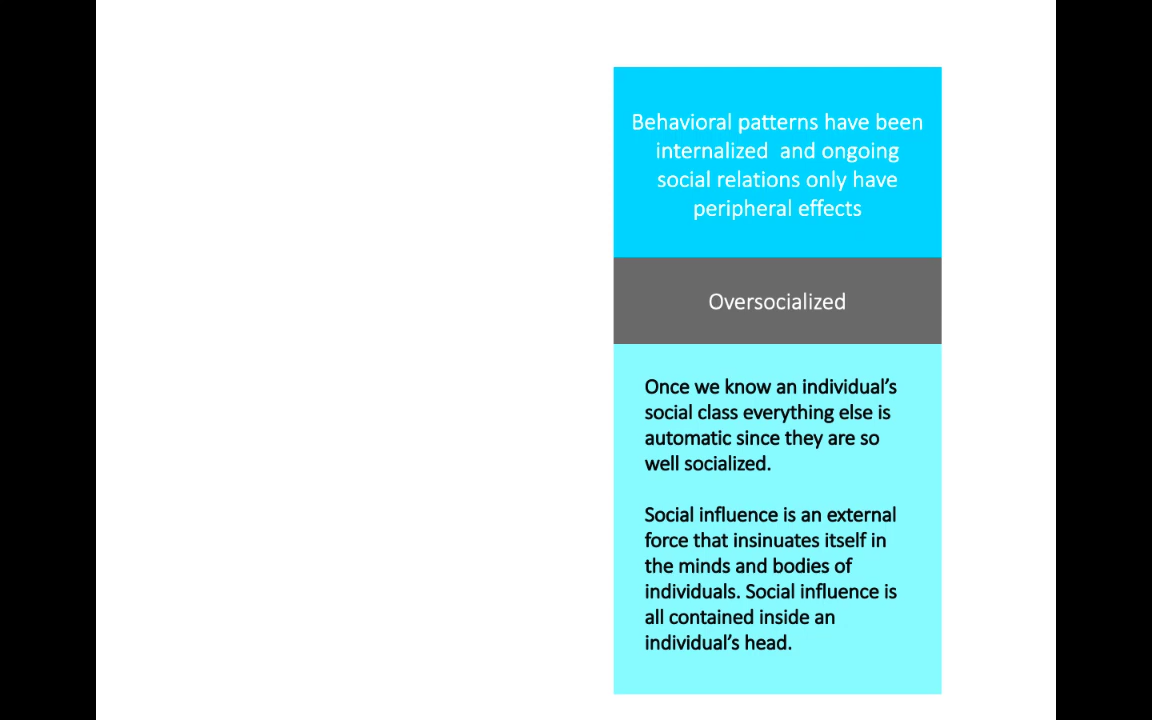 Behavioral patterns have been
internalized  and ongoing
social relations only have
peripheral effects
Oversocialized
Once we know an individual’s
social class everything else is
automatic since they are so
well socialized.
Social influence is an external
force that insinuates itself in
the minds and bodies of
individuals. Social influence is
all contained inside an
individual’s head.